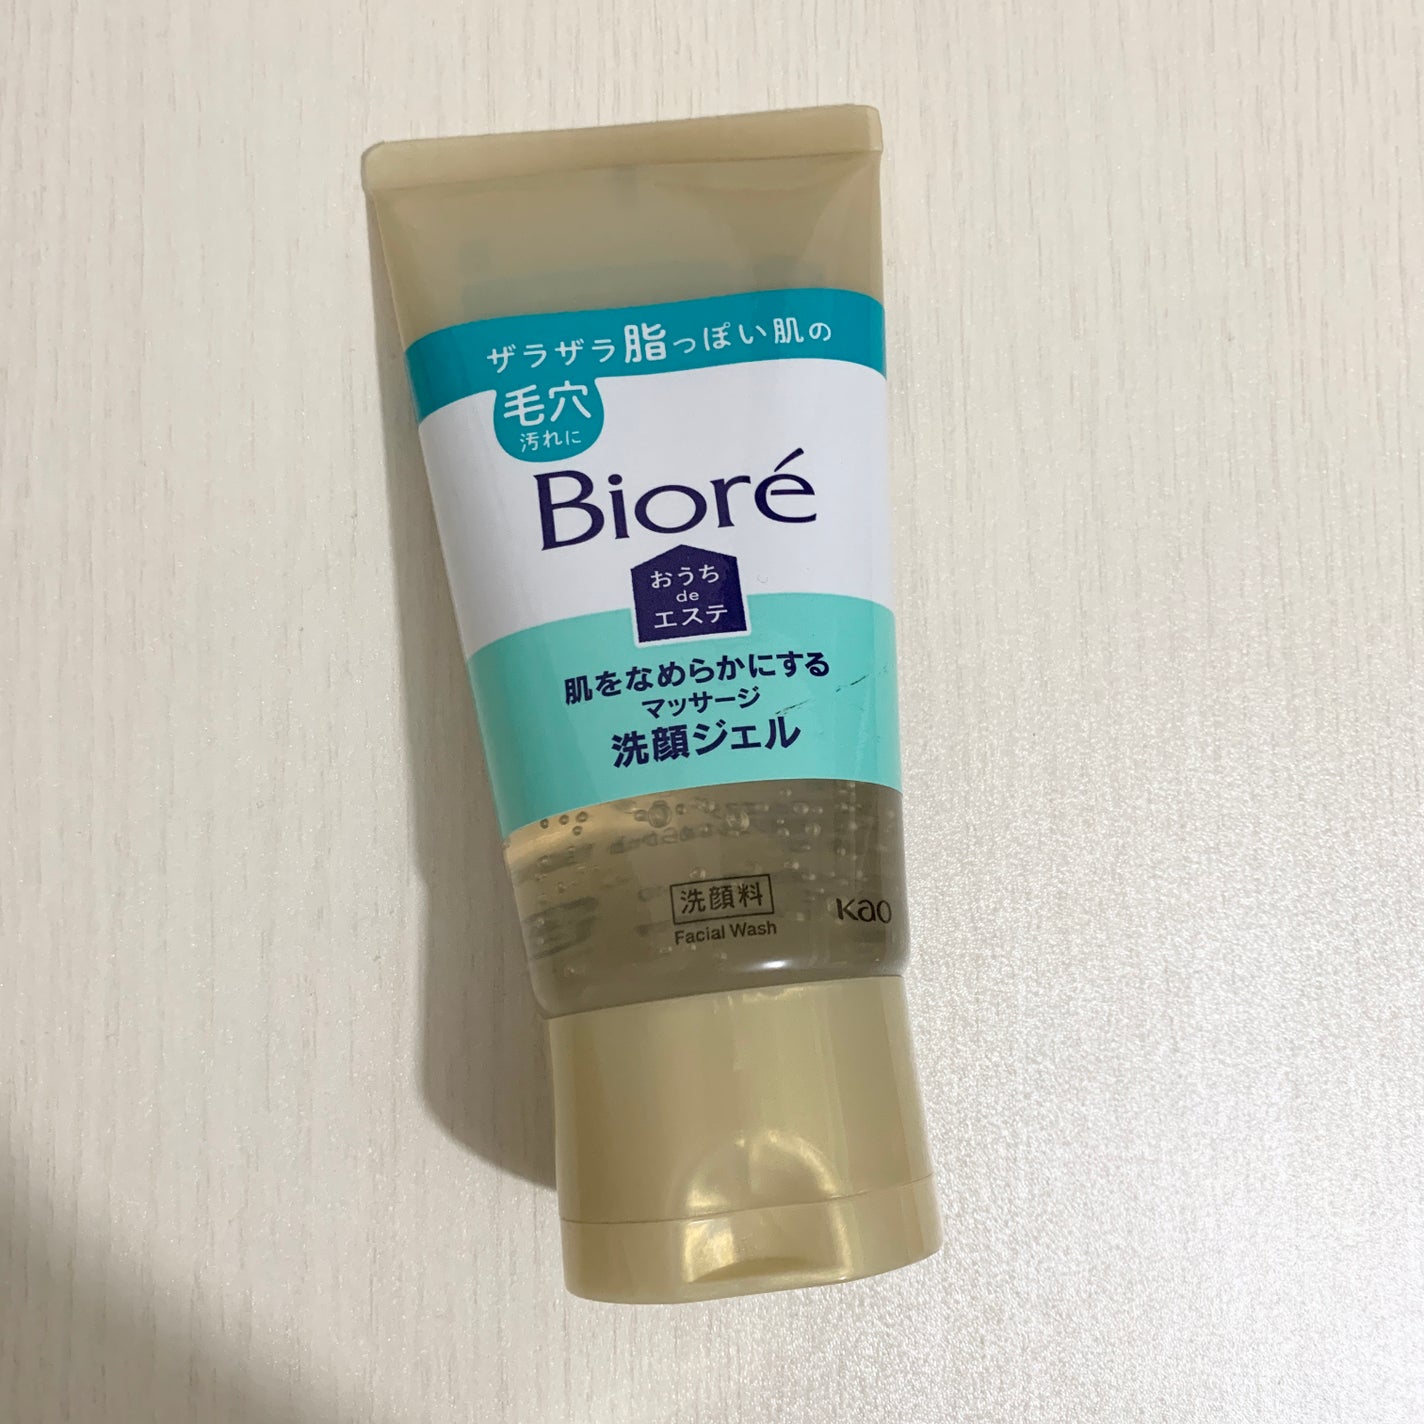 ザラザラ脂っぽい肌の
毛穴
汚れに
Bioré
おうち
de
エステ
肌をなめらかにする
マッサージ
洗顔ジェル
洗顔料
Facial Wash
Kao